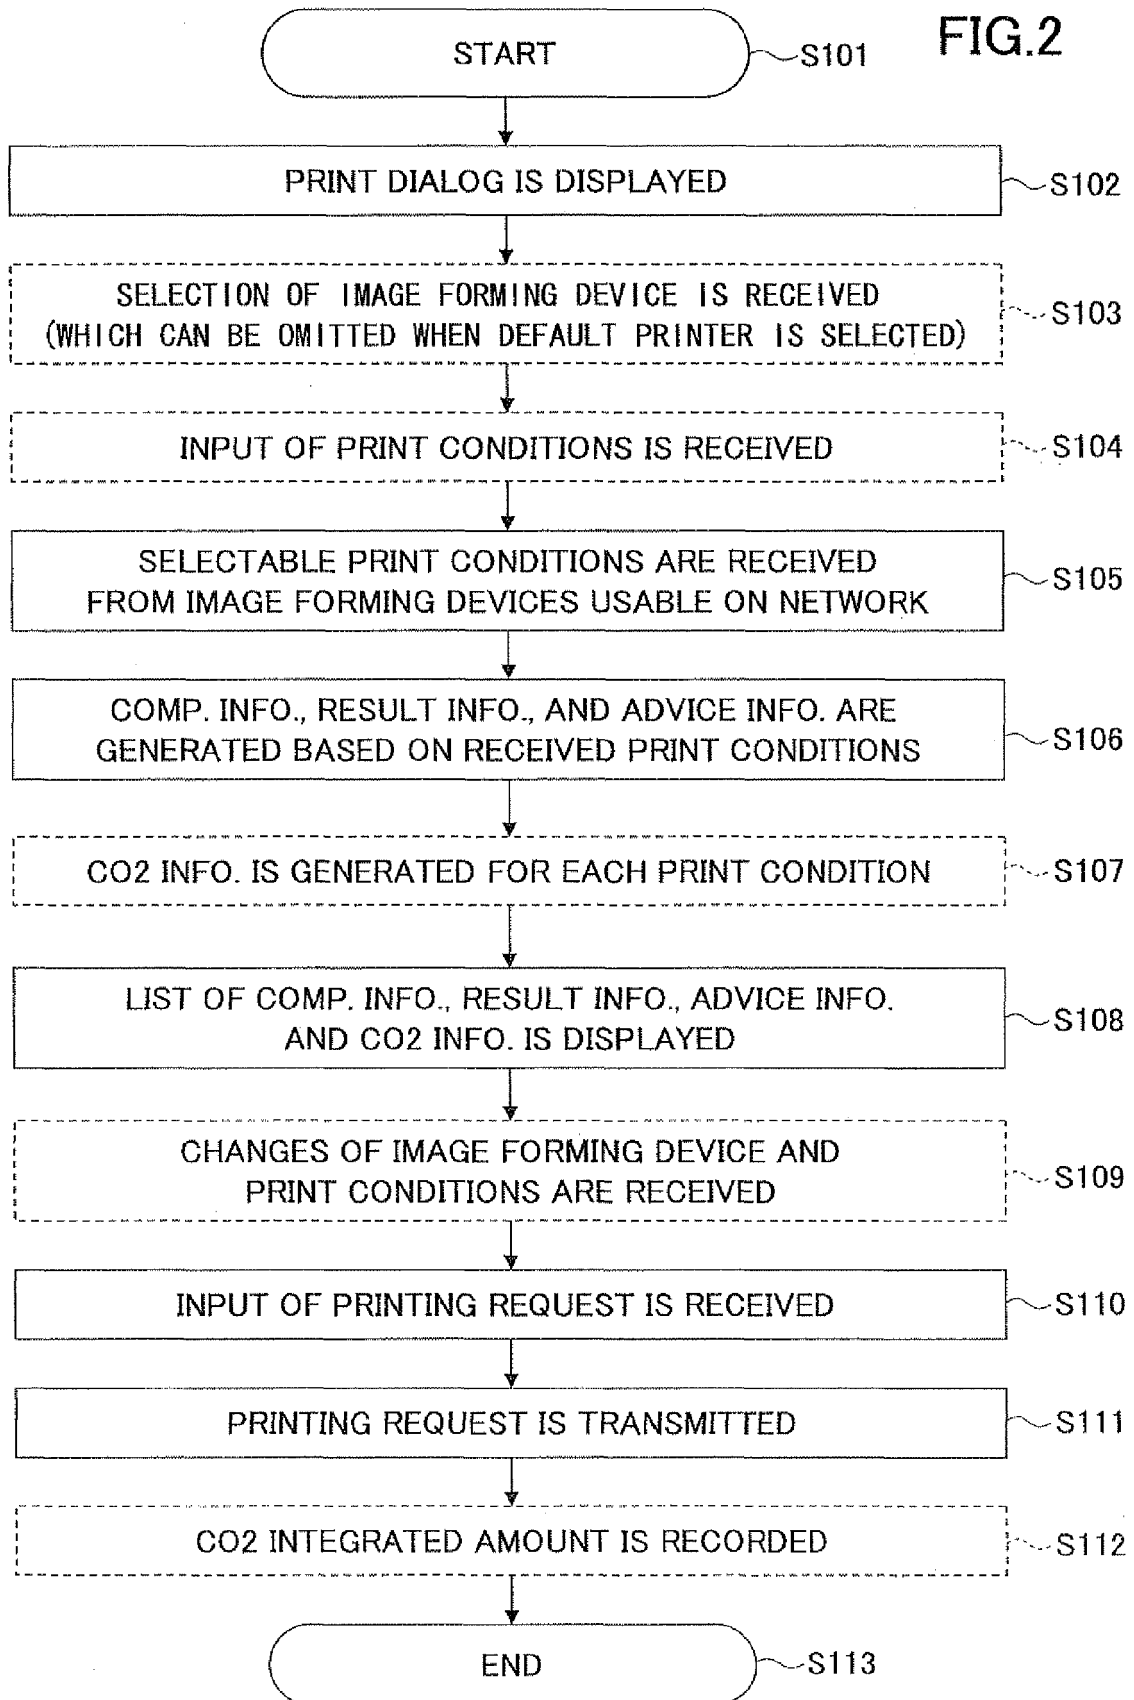 FIG.2
START
S101
PRINT DIALOG IS DISPLAYED
S102
SELECTION OF IMAGE FORMING DEVICE IS RECEIVED
(WHICH CAN BE OMITTED WHEN DEFAULT PRINTER IS SELECTED)
S103
INPUT OF PRINT CONDITIONS IS RECEIVED
S104
SELECTABLE PRINT CONDITIONS ARE RECEIVED
FROM IMAGE FORMING DEVICES USABLE ON NETWORK
S105
COMP. INFO., RESULT INFO., AND ADVICE INFO. ARE
GENERATED BASED ON RECEIVED PRINT CONDITIONS
S106
CO2 INFO. IS GENERATED FOR EACH PRINT CONDITION
S107
LIST OF COMP. INFO., RESULT INFO., ADVICE INFO.
AND CO2 INFO. IS DISPLAYED
S108
CHANGES OF IMAGE FORMING DEVICE AND
PRINT CONDITIONS ARE RECEIVED
S109
INPUT OF PRINTING REQUEST IS RECEIVED
S110
PRINTING REQUEST IS TRANSMITTED
S111
CO2 INTEGRATED AMOUNT IS RECORDED
S112
END
S113